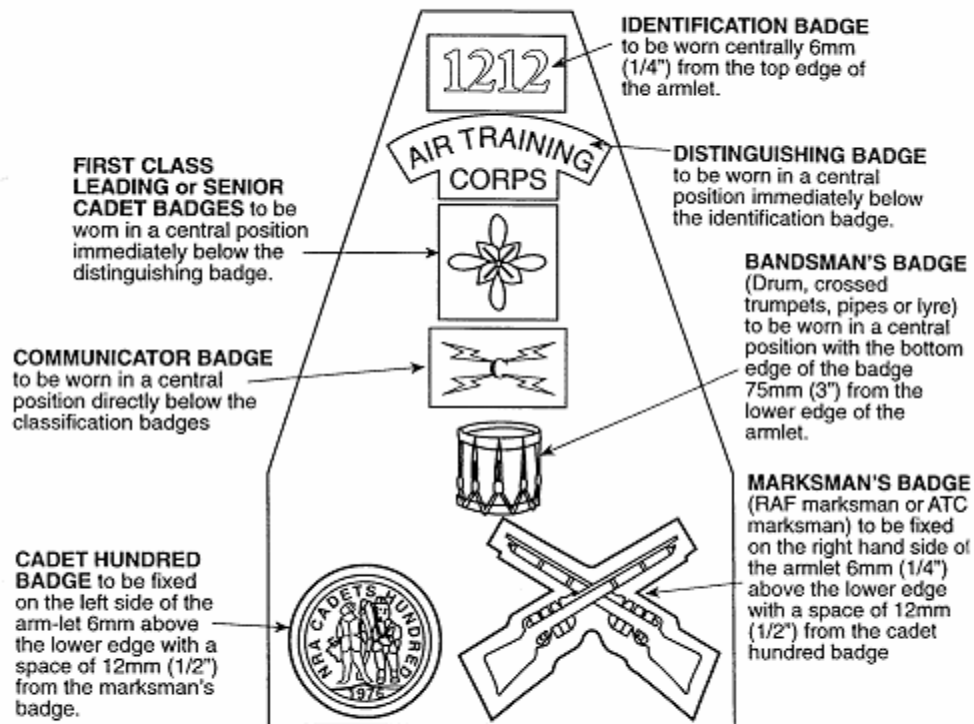 IDENTIFICATION BADGE
to be worn centrally 6mm
(1/4”) from the top edge of
the armlet.
1212
AIR TRAINING
CORPS
DISTINGUISHING BADGE
to be worn in a central
position immediately below
the identification badge.
FIRST CLASS
LEADING or SENIOR
CADET BADGES to be
worn in a central position
immediately below the
distinguishing badge.
BANDSMAN'S BADGE
(Drum, crossed
trumpets, pipes or lyre)
to be worn in a central
position with the bottom
edge of the badge
75mm (3”) from the
lower edge of the
armlet.
COMMUNICATOR BADGE
to be worn in a central
position directly below the
classification badges
MARKSMAN'S BADGE
(RAF marksman or ATC
marksman) to be fixed
on the right hand side of
the armlet 6mm (1/4”)
above the lower edge
with a space of 12mm
(1/2”) from the cadet
hundred badge
CADET HUNDRED
BADGE to be fixed
on the left side of the
arm-let 6mm above
the lower edge with a
space of 12mm (1/2”)
from the marksman's
badge.
NRA CADETS HUNDRED
1975